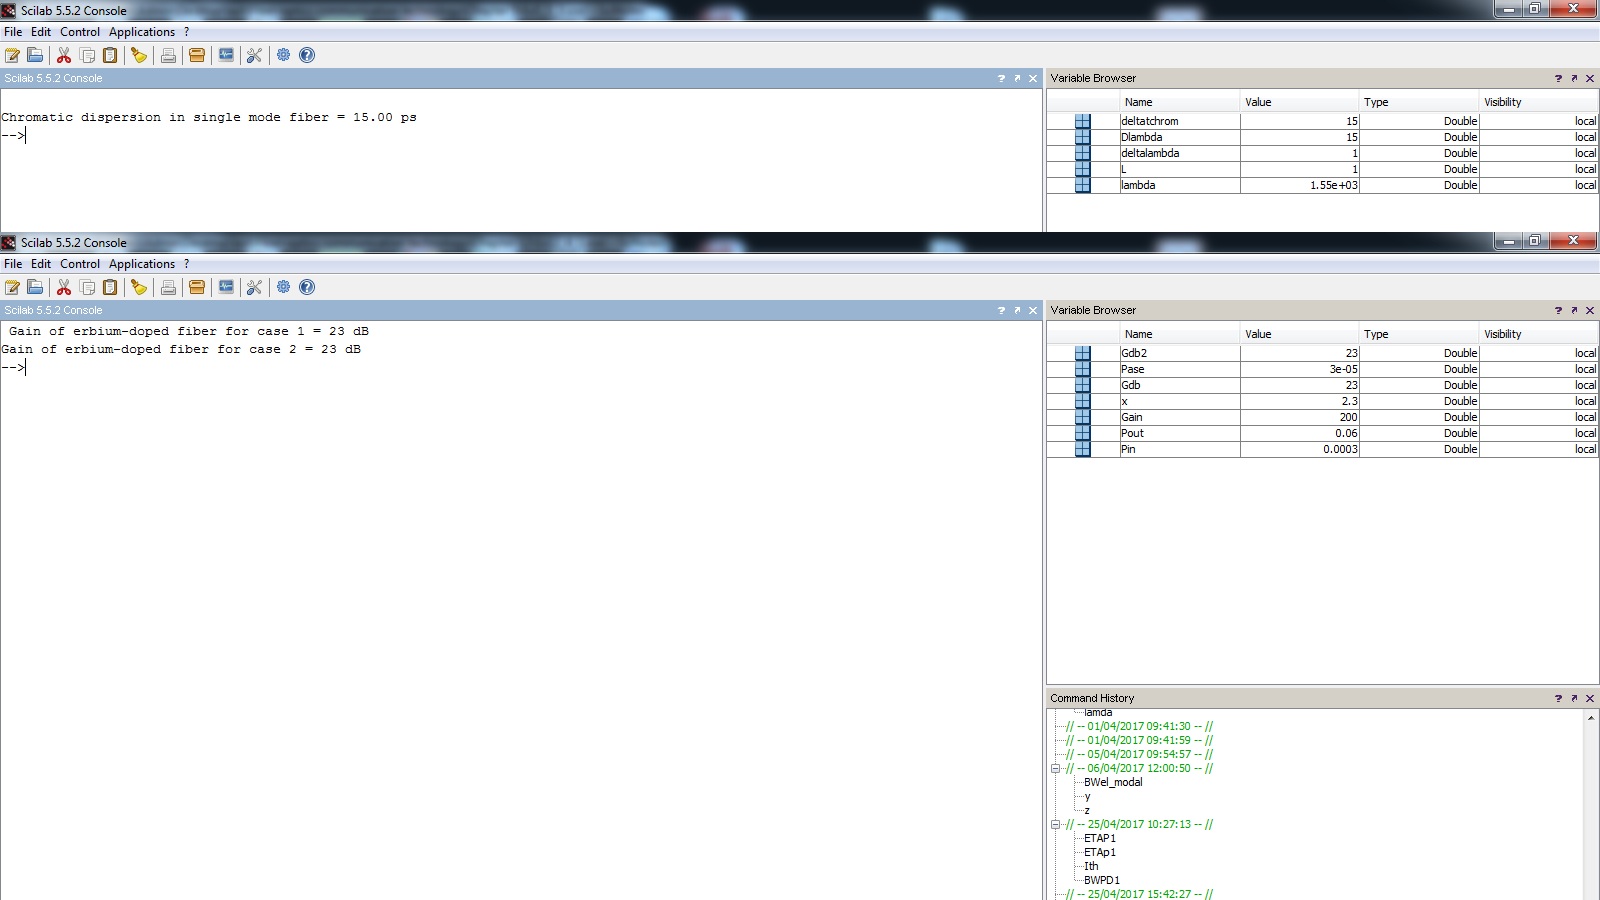 Scilab 5.5.2 Console
File Edit Control Applications ?
Scilab 5.5.2 Console
Chromatic dispersion in single mode fiber = 15.00 ps
-->
Variable Browser
Name Value Type Visibility
deltatchrom 15 Double local
Dlambda 15 Double local
deltalambda 1 Double local
L 1 Double local
lambda 1.55e+03 Double local
Scilab 5.5.2 Console
File Edit Control Applications ?
Scilab 5.5.2 Console
Gain of erbium-doped fiber for case 1 = 23 dB
Gain of erbium-doped fiber for case 2 = 23 dB
-->
Variable Browser
Name Value Type Visibility
Gdb2 23 Double local
Pase 3e-05 Double local
Gdb 23 Double local
x 2.3 Double local
Gain 200 Double local
Pout 0.06 Double local
Pin 0.0003 Double local
Command History
lamda
// -- 01/04/2017 09:41:30 -- //
// -- 01/04/2017 09:41:59 -- //
// -- 05/04/2017 09:54:57 -- //
// -- 06/04/2017 12:00:50 -- //
BWel_modal
y
z
// -- 25/04/2017 10:27:13 -- //
ETAP1
ETAp1
Ith
BWPD1
// -- 25/04/2017 15:42:27 -- //